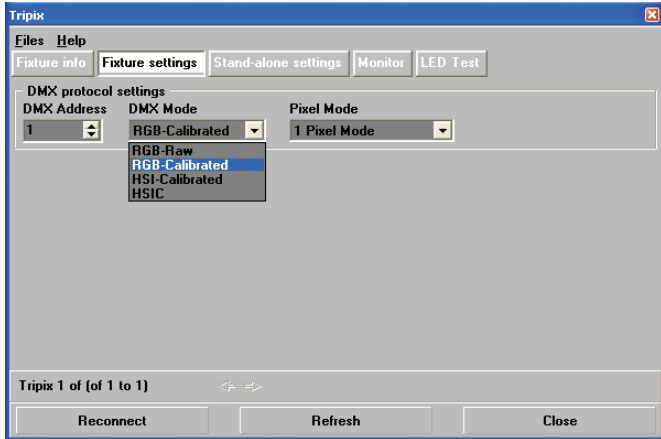 Tripix
Files Help
Fixture info Fixture settings Stand-alone settings Monitor LED Test
DMX protocol settings
DMX Address DMX Mode Pixel Mode
1 RGB-Calibrated 1 Pixel Mode
RGB-Raw
RGB-Calibrated
HSI-Calibrated
HSIC
Tripix 1 of (of 1 to 1) <= =>
Reconnect Refresh Close